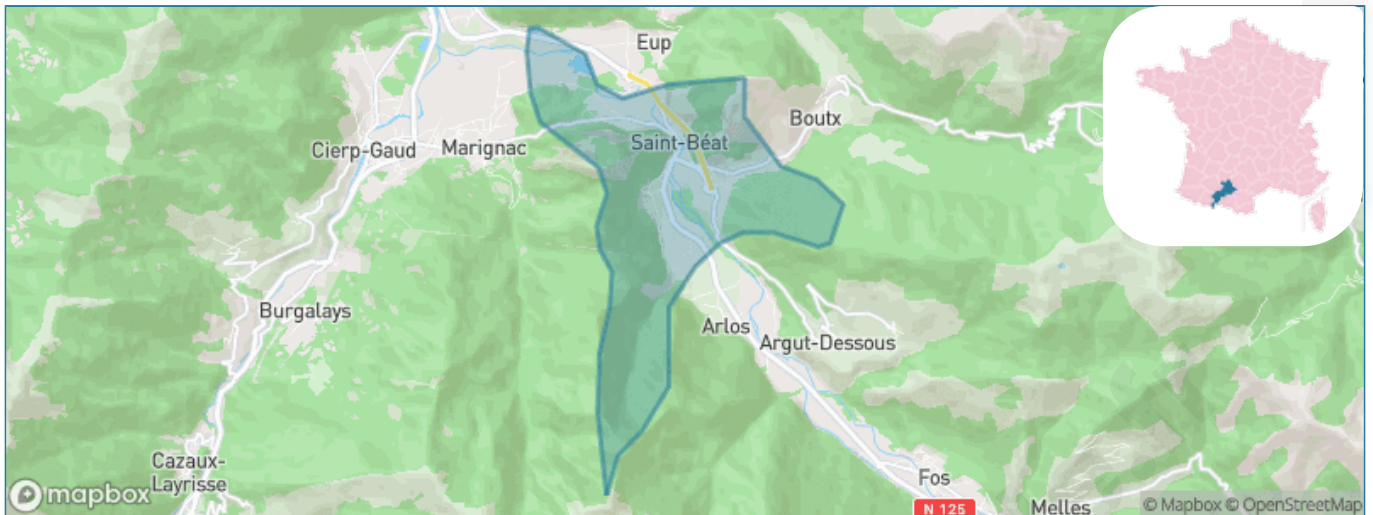 Eup
Boutx
Saint-Béat
Cierp-Gaud
Marignac
Burgalays
Arlos
Argut-Dessous
Cazaux-
Layrisse
Fos
N 125
Melles
mapbox
© Mapbox © OpenStreetMap